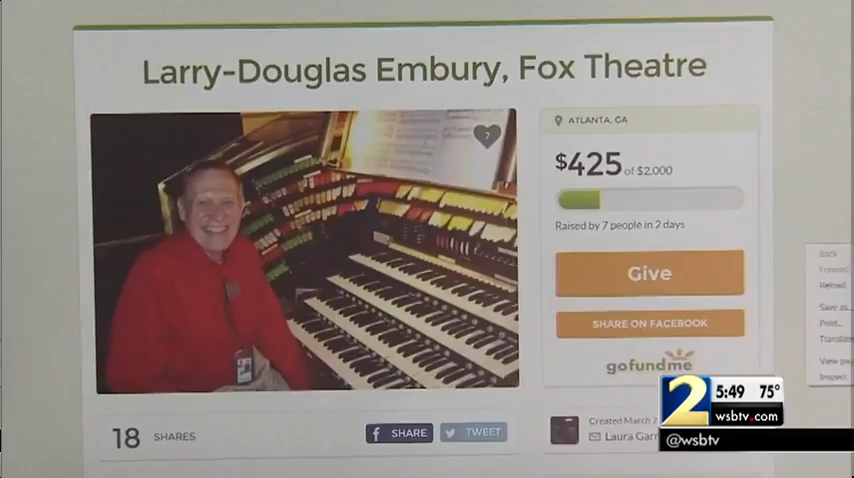 Larry-Douglas Embury, Fox Theatre
7
ATLANTA, GA
$425 of $2,000
Raised by 7 people in 2 days
Give
SHARE ON FACEBOOK
gofundme
18 SHARES
f SHARE
TWEET
Created March 7
Laura
Back
Forward
Reload
Save as...
Print...
View
Inspect
2 5:49 75°
wsbtv.com
@wsbtv